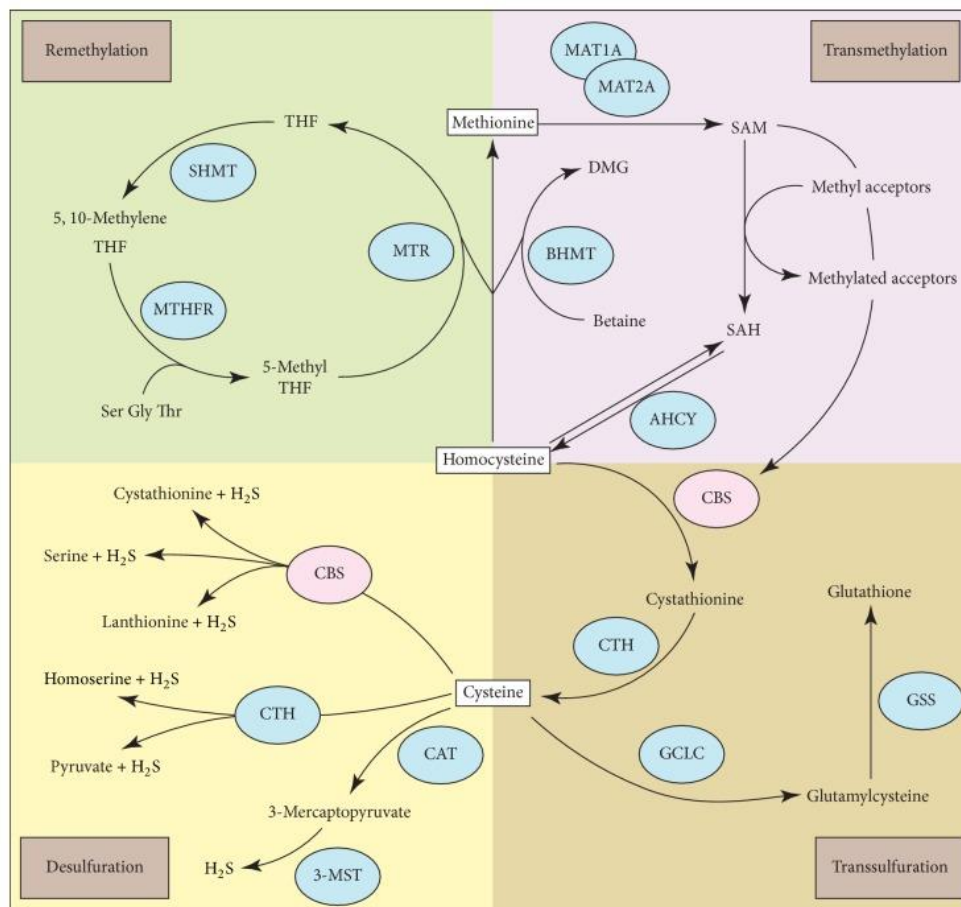 Remethylation
Transmethylation
MAT1A
MAT2A
THF
Methionine
SAM
SHMT
DMG
Methyl acceptors
5, 10-Methylene
THF
MTR
BHMT
Methylated acceptors
MTHFR
Betaine
SAH
5-Methyl
THF
Ser Gly Thr
AHCY
Homocysteine
CBS
Cystathionine + H₂S
Serine + H₂S
CBS
Lanthionine + H₂S
Cystathionine
Glutathione
CTH
Homoserine + H₂S
CTH
Cysteine
GSS
Pyruvate + H₂S
CAT
GCLC
3-Mercaptopyruvate
Glutamylcysteine
H₂S
3-MST
Desulfuration
Transsulfuration